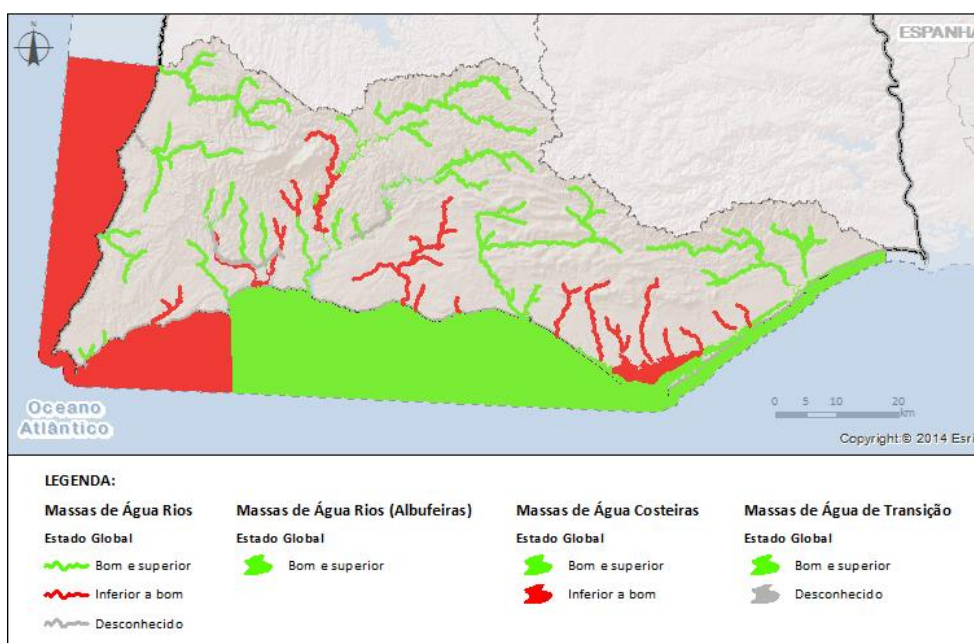 N
ESPANHA
Oceano
Atlântico
0 5 10 20
km
Copyright:© 2014 Esri
LEGENDA:
Massas de Água Rios
Estado Global
Bom e superior
Inferior a bom
Desconhecido
Massas de Água Rios (Albufeiras)
Estado Global
Bom e superior
Massas de Água Costeiras
Estado Global
Bom e superior
Inferior a bom
Massas de Água de Transição
Estado Global
Bom e superior
Desconhecido